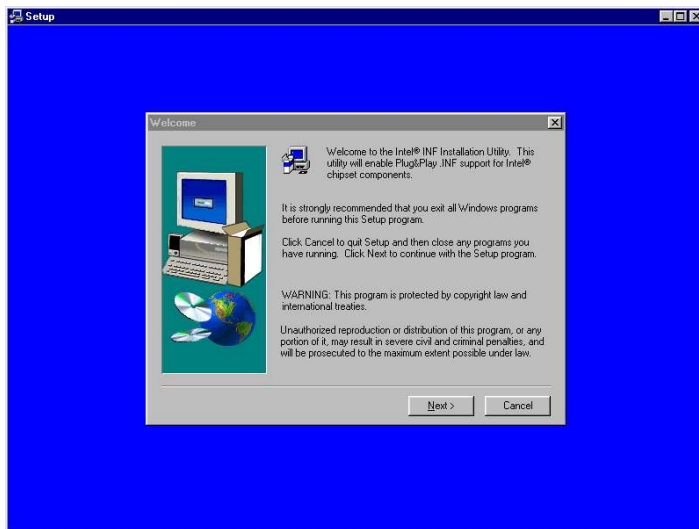 Setup
Welcome
Welcome to the Intel® INF Installation Utility. This
utility will enable Plug&Play .INF support for Intel®
chipset components.
It is strongly recommended that you exit all Windows programs
before running this Setup program.
Click Cancel to quit Setup and then close any programs you
have running. Click Next to continue with the Setup program.
WARNING: This program is protected by copyright law and
international treaties.
Unauthorized reproduction or distribution of this program, or any
portion of it, may result in severe civil and criminal penalties, and
will be prosecuted to the maximum extent possible under law.
Next >
Cancel